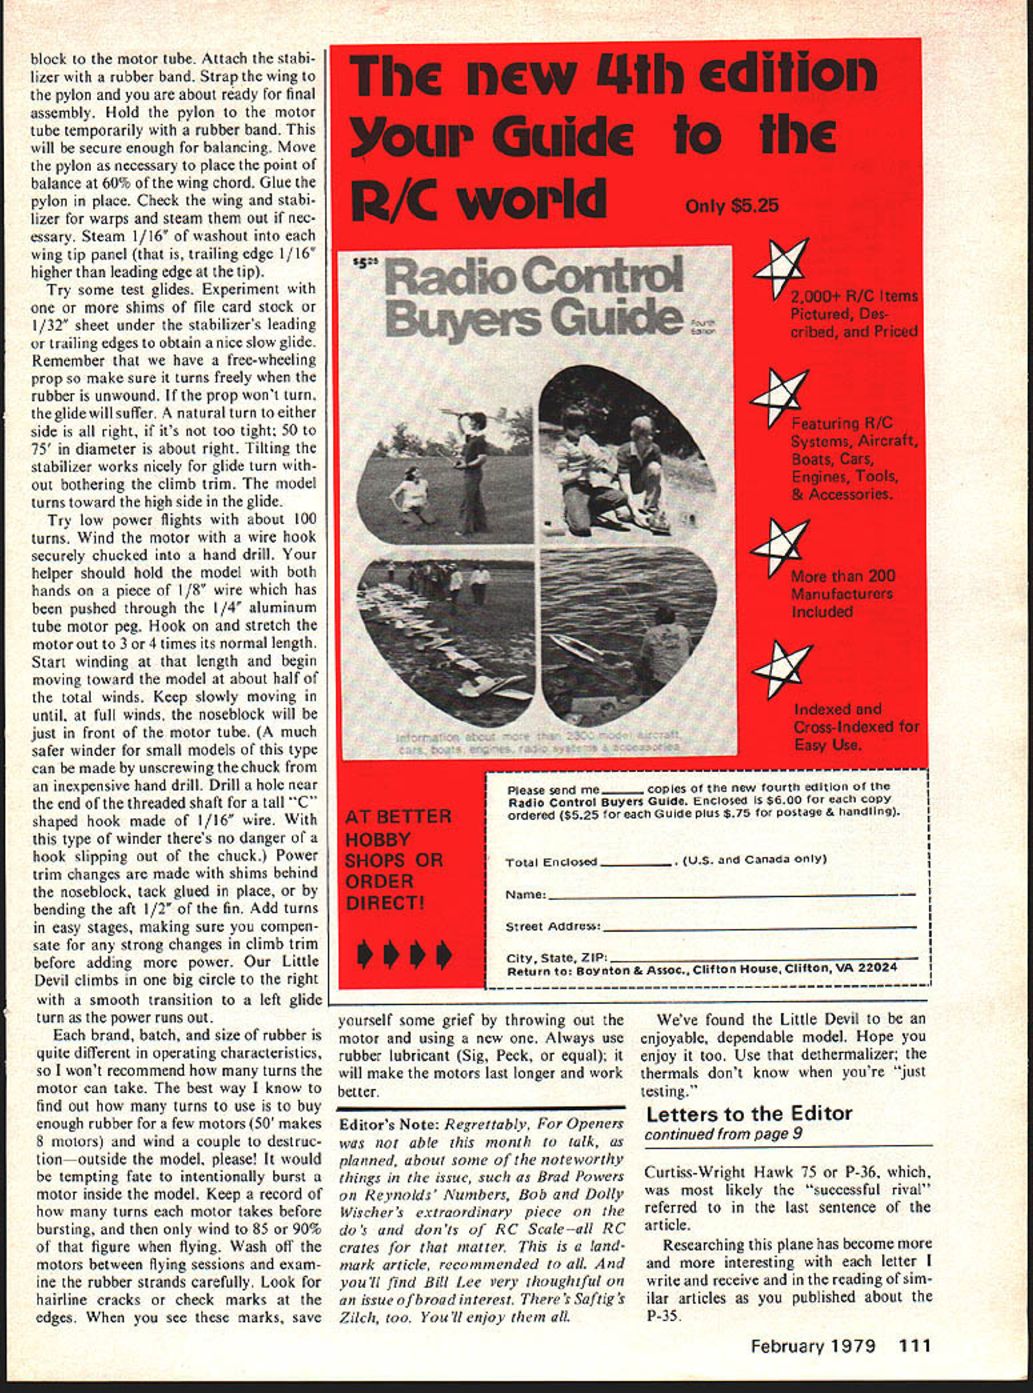 block to the motor tube. Attach the stabi-
lizer with a rubber band. Strap the wing to
the pylon and you are about ready for final
assembly. Hold the pylon to the motor
tube temporarily with a rubber band. This
will be secure enough for balancing. Move
the pylon as necessary to place the point of
balance at 60% of the wing chord. Glue the
pylon in place. Check the wing and stabi-
lizer for warps and steam them out if nec-
essary. Steam 1/16″ of washout into each
wing tip panel (that is, trailing edge 1/16″
higher than leading edge at the tip).
Try some test glides. Experiment with
one or more shims of file card stock or
1/32″ sheet under the stabilizer's leading
or trailing edges to obtain a nice slow glide.
Remember that we have a free-wheeling
prop so make sure it turns freely when the
rubber is unwound. If the prop won't turn,
the glide will suffer. A natural turn to either
side is all right, if it's not too tight; 50 to
75′ in diameter is about right. Tilting the
stabilizer works nicely for glide turn with-
out bothering the climb trim. The model
turns toward the high side in the glide.
Try low power flights with about 100
turns. Wind the motor with a wire hook
securely chucked into a hand drill. Your
helper should hold the model with both
hands on a piece of 1/8″ wire which has
been pushed through the 1/4″ aluminum
tube motor peg. Hook on and stretch the
motor out to 3 or 4 times its normal length.
Start winding at that length and begin
moving toward the model at about half of
the total winds. Keep slowly moving in
until, at full winds, the noseblock will be
just in front of the motor tube. (A much
safer winder for small models of this type
can be made by unscrewing the chuck from
an inexpensive hand drill. Drill a hole near
the end of the threaded shaft for a tall "C"
shaped hook made of 1/16″ wire. With
this type of winder there's no danger of a
hook slipping out of the chuck.) Power
trim changes are made with shims behind
the noseblock, tack glued in place, or by
bending the aft 1/2″ of the fin. Add turns
in easy stages, making sure you compen-
sate for any strong changes in climb trim
before adding more power. Our Little
Devil climbs in one big circle to the right
with a smooth transition to a left glide
turn as the power runs out.
Each brand, batch, and size of rubber is
quite different in operating characteristics,
so I won't recommend how many turns the
motor can take. The best way I know to
find out how many turns to use is to buy
enough rubber for a few motors (50′ makes
8 motors) and wind a couple to destruc-
tion—outside the model, please! It would
be tempting fate to intentionally burst a
motor inside the model. Keep a record of
how many turns each motor takes before
bursting, and then only wind to 85 or 90%
of that figure when flying. Wash off the
motors between flying sessions and exam-
ine the rubber strands carefully. Look for
hairline cracks or check marks at the
edges. When you see these marks, save
The new 4th edition
Your Guide to the
R/C world
Only $5.25
$5.25
Radio Control
Buyers Guide
Fourth
Edition
Information about more than 2300 model aircraft,
cars, boats, engines, radio systems & accessories
2,000+ R/C Items
Pictured, Des-
cribed, and Priced
Featuring R/C
Systems, Aircraft,
Boats, Cars,
Engines, Tools,
& Accessories.
More than 200
Manufacturers
Included
Indexed and
Cross-Indexed for
Easy Use.
AT BETTER
HOBBY
SHOPS OR
ORDER
DIRECT!
Please send me ______ copies of the new fourth edition of the
Radio Control Buyers Guide. Enclosed is $6.00 for each copy
ordered ($5.25 for each Guide plus $.75 for postage & handling).
Total Enclosed __________. (U.S. and Canada only)
Name:
Street Address:
City, State, ZIP:
Return to: Boynton & Assoc., Clifton House, Clifton, VA 22024
yourself some grief by throwing out the
motor and using a new one. Always use
rubber lubricant (Sig, Peck, or equal); it
will make the motors last longer and work
better.
Editor's Note: Regrettably, For Openers
was not able this month to talk, as
planned, about some of the noteworthy
things in the issue, such as Brad Powers
on Reynolds' Numbers, Bob and Dolly
Wischer's extraordinary piece on the
do's and don'ts of RC Scale—all RC
crates for that matter. This is a land-
mark article, recommended to all. And
you'll find Bill Lee very thoughtful on
an issue of broad interest. There's Saftig's
Zilch, too. You'll enjoy them all.
We've found the Little Devil to be an
enjoyable, dependable model. Hope you
enjoy it too. Use that dethermalizer; the
thermals don't know when you're "just
testing."
Letters to the Editor
continued from page 9
Curtiss-Wright Hawk 75 or P-36, which,
was most likely the "successful rival"
referred to in the last sentence of the
article.
Researching this plane has become more
and more interesting with each letter I
write and receive and in the reading of sim-
ilar articles as you published about the
P-35.
February 1979 111